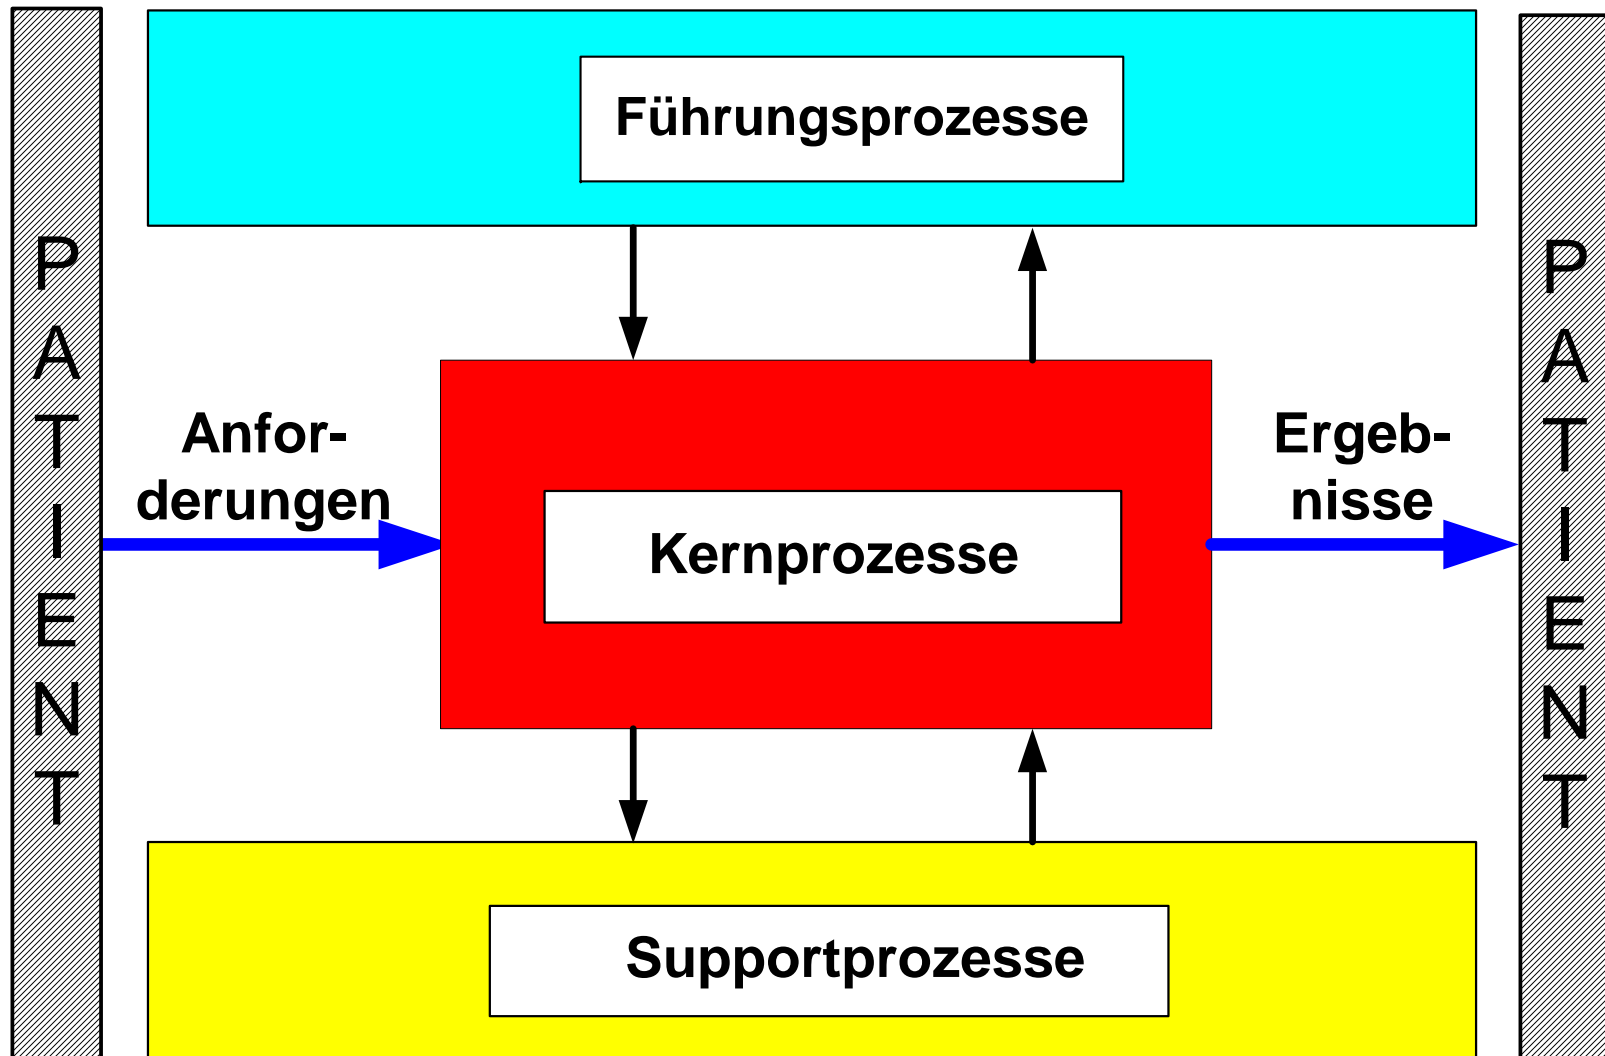 PATIENT
Führungsprozesse
Anfor-
derungen
Kernprozesse
Ergeb-
nisse
Supportprozesse
PATIENT